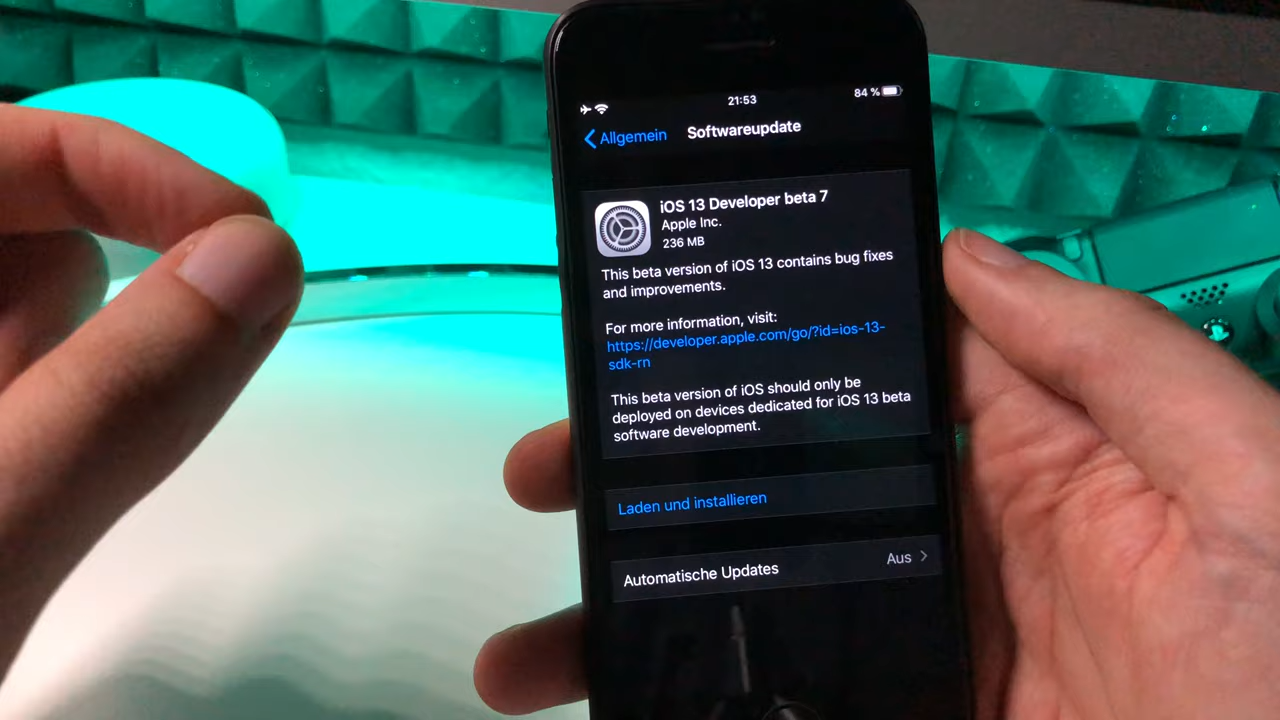 21:53
84 %
Allgemein
Softwareupdate
iOS 13 Developer beta 7
Apple Inc.
236 MB
This beta version of iOS 13 contains bug fixes
and improvements.
For more information, visit:
https://developer.apple.com/go/?id=ios-13-
sdk-rn
This beta version of iOS should only be
deployed on devices dedicated for iOS 13 beta
software development.
Laden und installieren
Automatische Updates
Aus